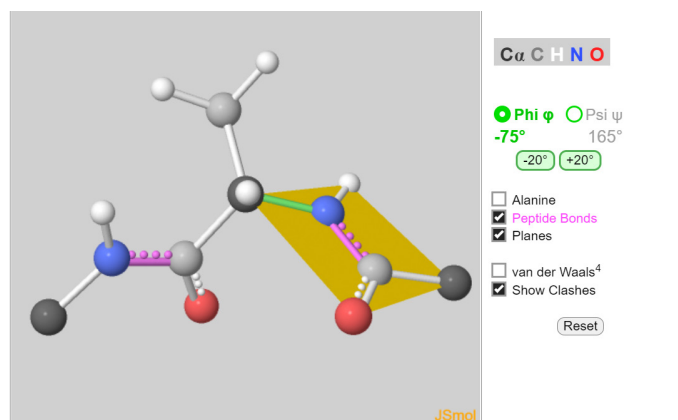 Cα C H N O
Phi φ Psi ψ
-75° 165°
-20° +20°
Alanine
Peptide Bonds
Planes
van der Waals4
Show Clashes
Reset
JSmol